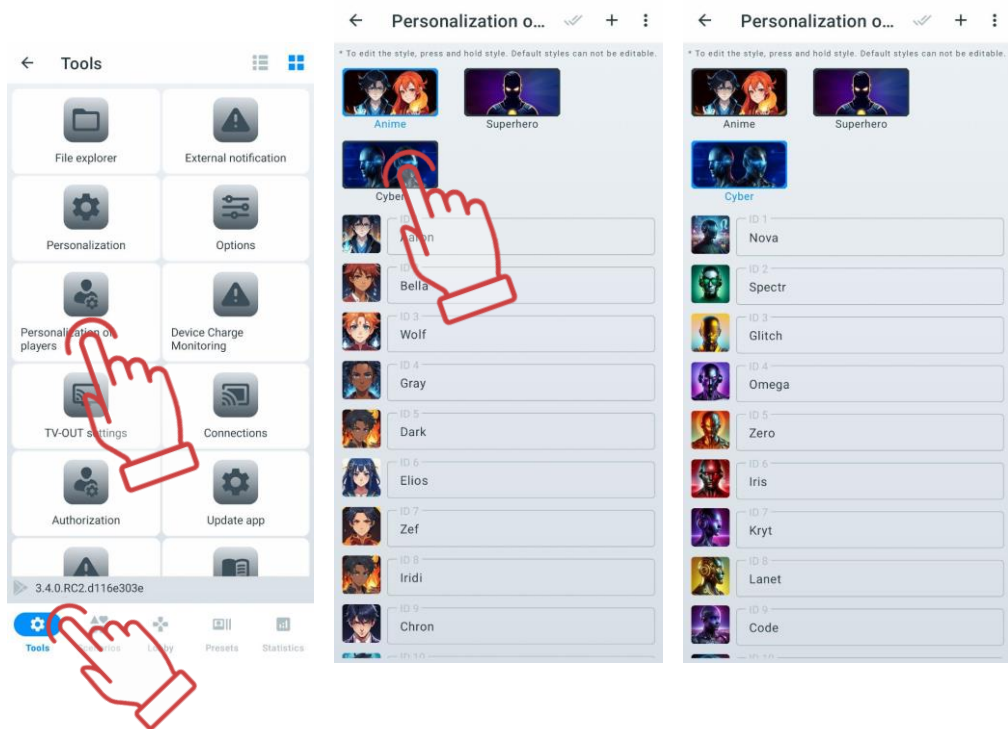 Tools
File explorer
External notification
Personalization
Options
Personalization of
players
Device Charge
Monitoring
TV-OUT settings
Connections
Authorization
Update app
3.4.0.RC2.d116e303e
Tools
Lobby
Presets
Statistics
Personalization o...
* To edit the style, press and hold style. Default styles can not be editable.
Anime
Superhero
Cyber
Aaron
Bella
ID 3
Wolf
ID 4
Gray
ID 5
Dark
ID 6
Elios
ID 7
Zef
ID 8
Iridi
ID 9
Chron
ID 10
Personalization o...
* To edit the style, press and hold style. Default styles can not be editable.
Anime
Superhero
Cyber
ID 1
Nova
ID 2
Spectr
ID 3
Glitch
ID 4
Omega
ID 5
Zero
ID 6
Iris
ID 7
Kryt
ID 8
Lanet
ID 9
Code
ID 10